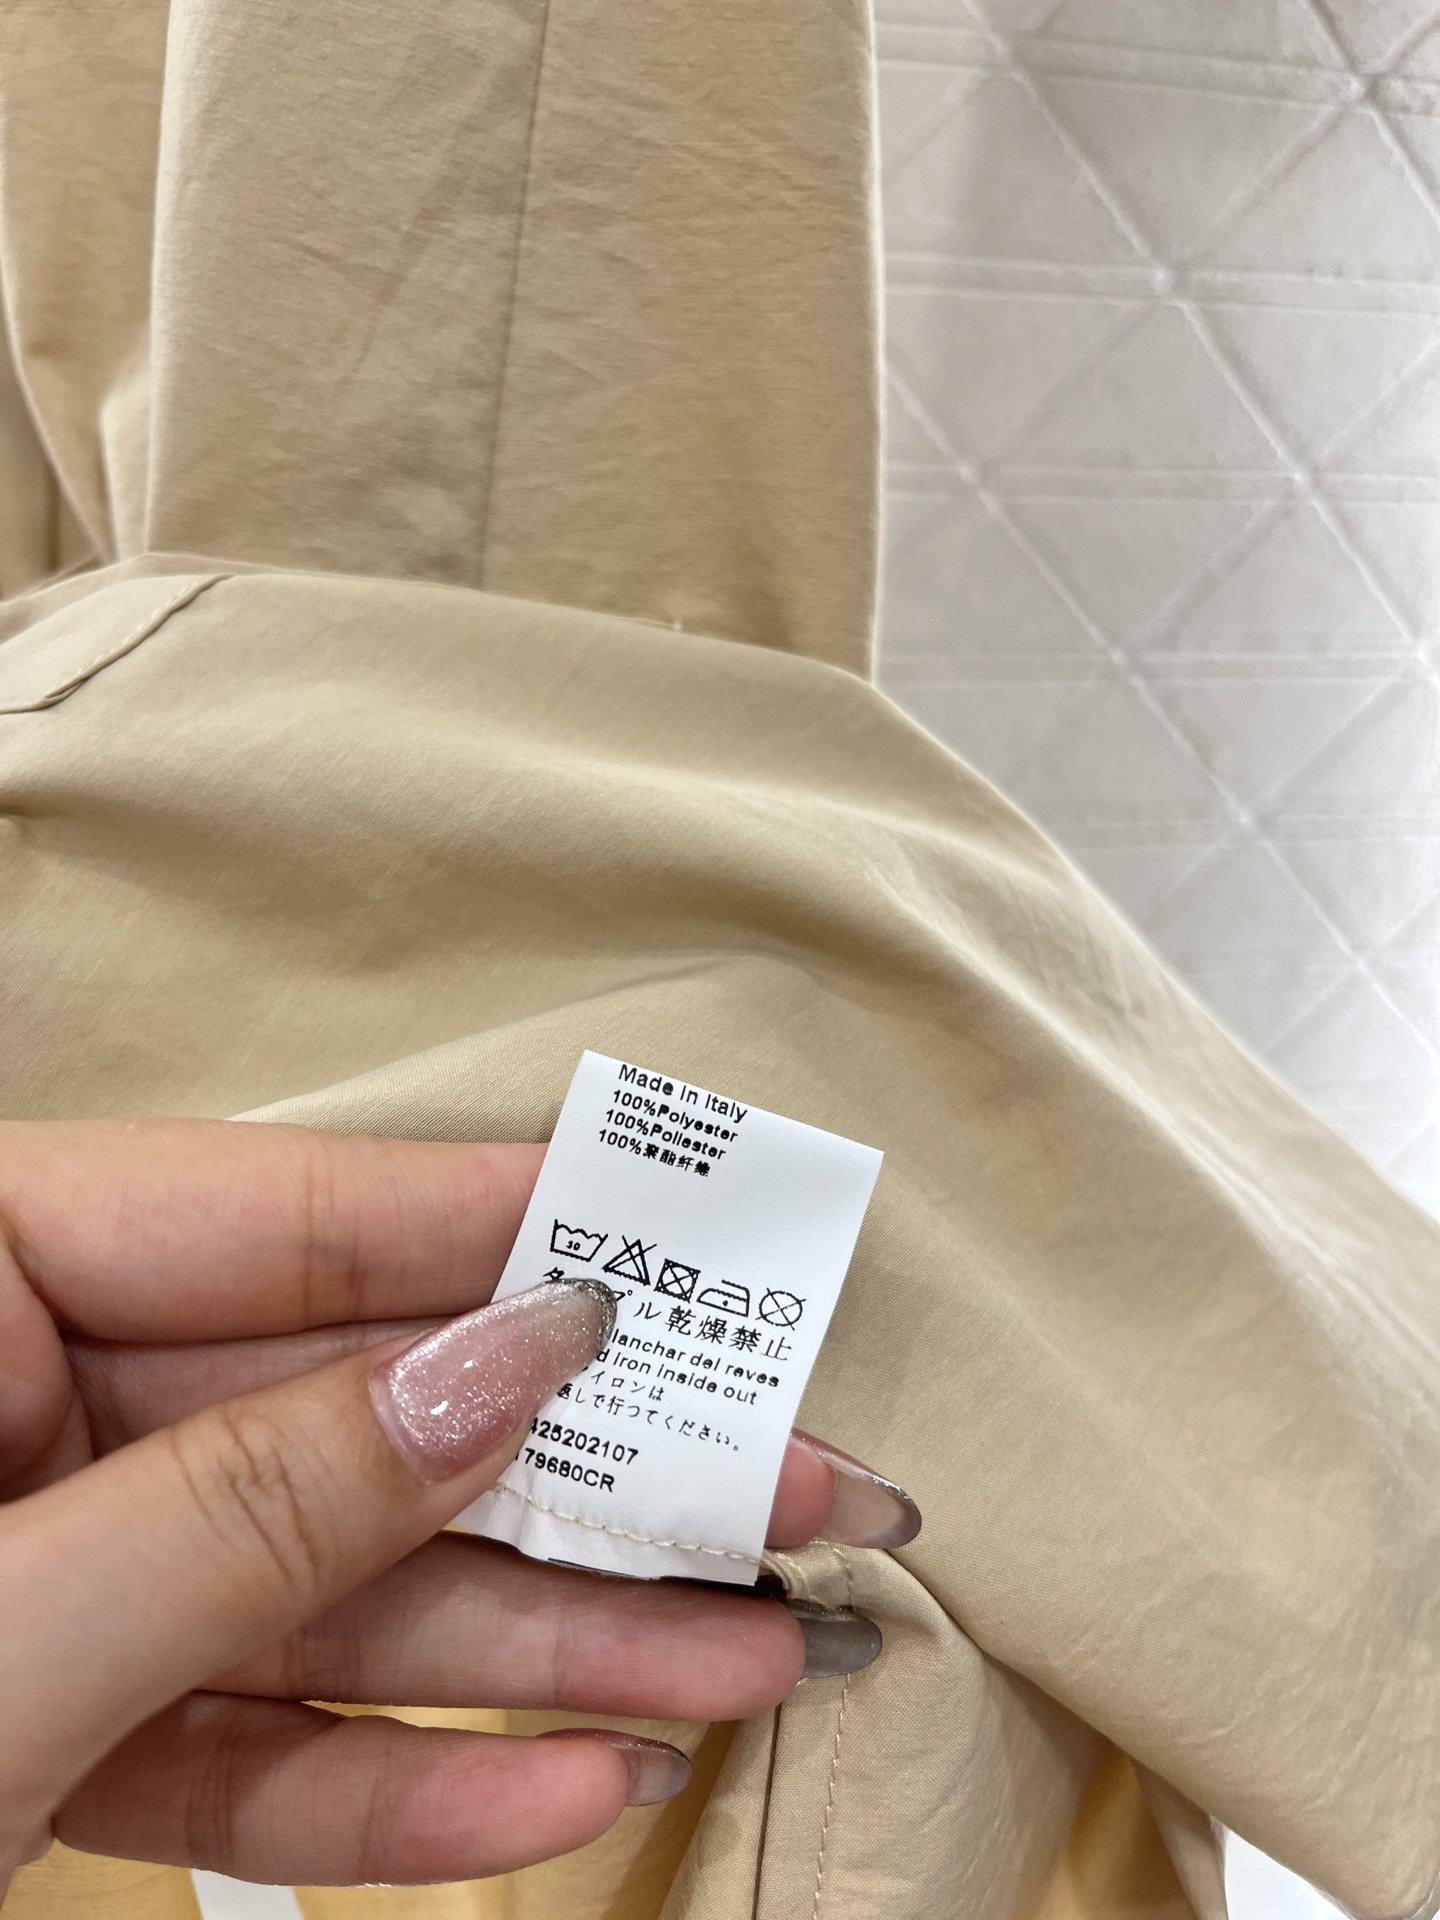 Made in Italy
100%Polyester
100%Poliester
100%聚酯纤维
30
プル乾燥禁止
lanchar del reves
iron inside out
イロンは
返しで行つてください。
425202107
179680CR